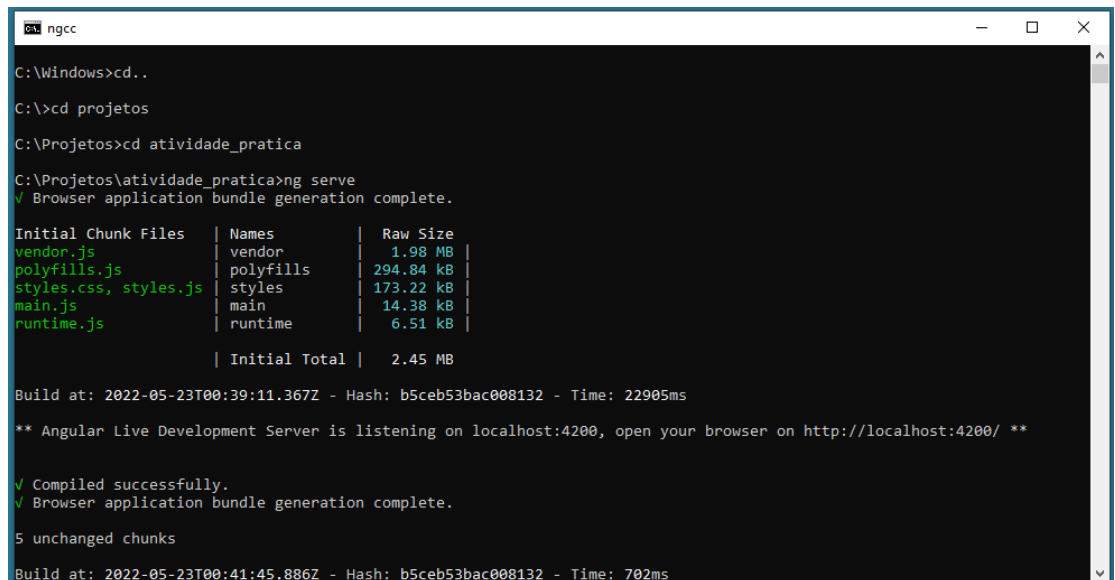 ngcc
C:\Windows>cd..
C:\>cd projetos
C:\Projetos>cd atividade_pratica
C:\Projetos\atividade_pratica>ng serve
√ Browser application bundle generation complete.
Initial Chunk Files | Names | Raw Size
vendor.js | vendor | 1.98 MB |
polyfills.js | polyfills | 294.84 kB |
styles.css, styles.js | styles | 173.22 kB |
main.js | main | 14.38 kB |
runtime.js | runtime | 6.51 kB |
| Initial Total | 2.45 MB
Build at: 2022-05-23T00:39:11.367Z - Hash: b5ceb53bac008132 - Time: 22905ms
** Angular Live Development Server is listening on localhost:4200, open your browser on http://localhost:4200/ **
√ Compiled successfully.
√ Browser application bundle generation complete.
5 unchanged chunks
Build at: 2022-05-23T00:41:45.886Z - Hash: b5ceb53bac008132 - Time: 702ms